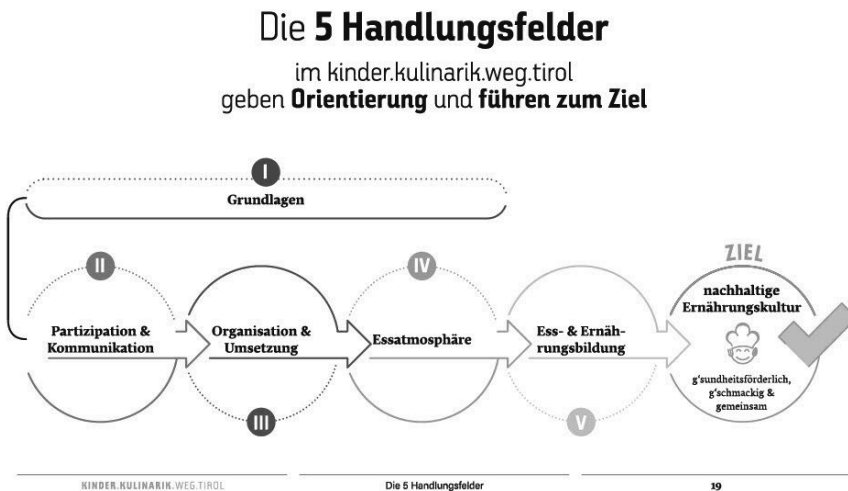 Die 5 Handlungsfelder
im kinder.kulinarik.weg.tirol
geben Orientierung und führen zum Ziel
I
Grundlagen
II
Partizipation &
Kommunikation
Organisation &
Umsetzung
III
IV
Essatmosphäre
Ess- & Ernäh-
rungsbildung
V
ZIEL
nachhaltige
Ernährungskultur
g'sundheitsförderlich,
g'schmackig &
gemeinsam
KINDER.KULINARIK.WEG.TIROL
Die 5 Handlungsfelder
19